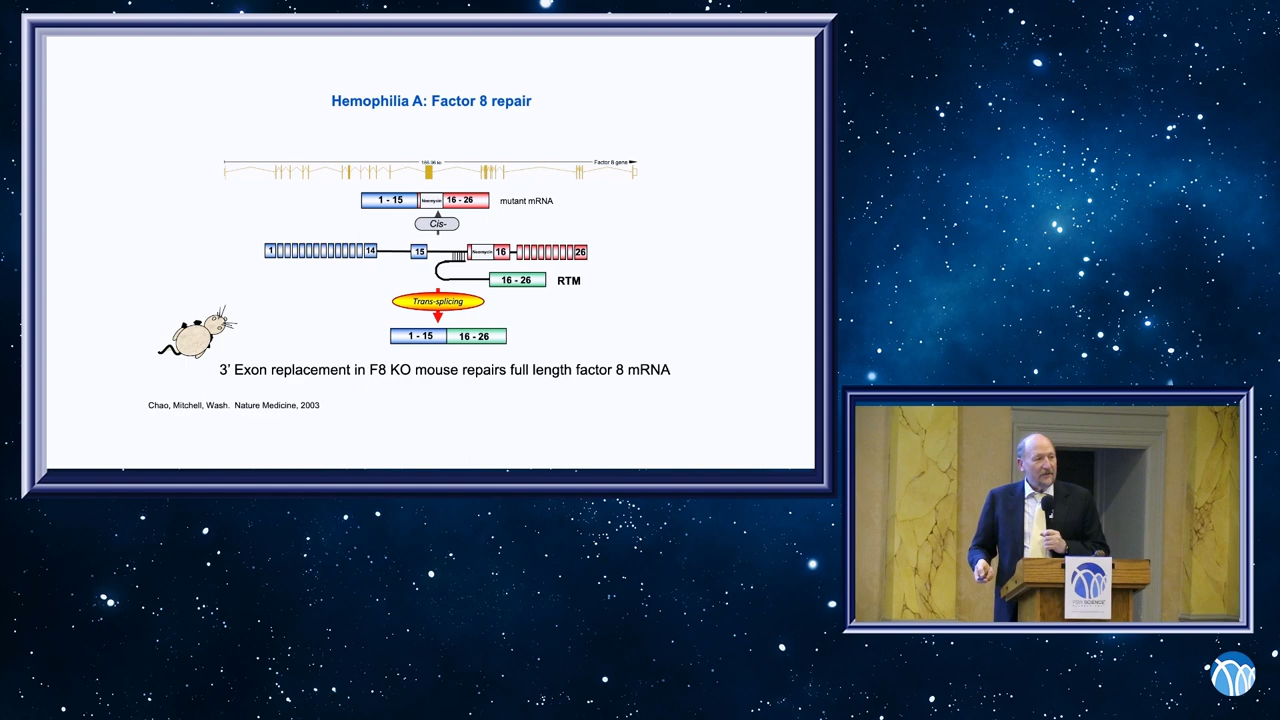 Hemophilia A: Factor 8 repair
Factor 8 gene
1 - 15 Neomycin 16 - 26 mutant mRNA
Cis-
1 14 15 Neomycin 16 26
16 - 26 RTM
Trans-splicing
1 - 15 16 - 26
3’ Exon replacement in F8 KO mouse repairs full length factor 8 mRNA
Chao, Mitchell, Wash. Nature Medicine, 2003